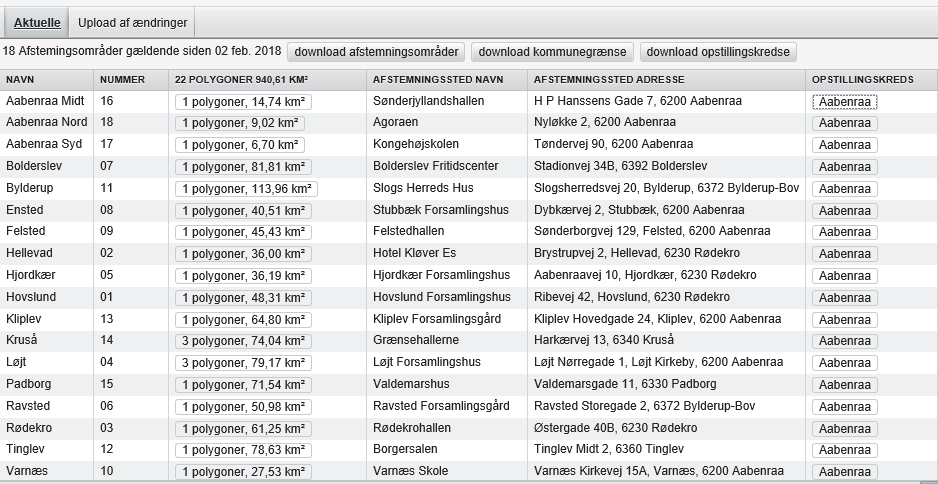 Aktuelle Upload af ændringer
18 Afstemingsområder gældende siden 02 feb. 2018 download afstemningsområder download kommunegrænse download opstillingskredse
NAVN NUMMER 22 POLYGONER 940,61 KM² AFSTEMNINGSSTED NAVN AFSTEMNINGSSTED ADRESSE OPSTILLINGSKREDS
Aabenraa Midt 16 1 polygoner, 14,74 km² Sønderjyllandshallen H P Hanssens Gade 7, 6200 Aabenraa Aabenraa
Aabenraa Nord 18 1 polygoner, 9,02 km² Agoraen Nyløkke 2, 6200 Aabenraa Aabenraa
Aabenraa Syd 17 1 polygoner, 6,70 km² Kongehøjskolen Tøndervej 90, 6200 Aabenraa Aabenraa
Bolderslev 07 1 polygoner, 81,81 km² Bolderslev Fritidscenter Stadionvej 34B, 6392 Bolderslev Aabenraa
Bylderup 11 1 polygoner, 113,96 km² Slogs Herreds Hus Slogsherredsvej 20, Bylderup, 6372 Bylderup-Bov Aabenraa
Ensted 08 1 polygoner, 40,51 km² Stubbæk Forsamlingshus Dybkærvej 2, Stubbæk, 6200 Aabenraa Aabenraa
Felsted 09 1 polygoner, 45,43 km² Felstedhallen Sønderborgvej 129, Felsted, 6200 Aabenraa Aabenraa
Hellevad 02 1 polygoner, 36,00 km² Hotel Kløver Es Brystrupvej 2, Hellevad, 6230 Rødekro Aabenraa
Hjordkær 05 1 polygoner, 36,19 km² Hjordkær Forsamlingshus Aabenraavej 10, Hjordkær, 6230 Rødekro Aabenraa
Hovslund 01 1 polygoner, 48,31 km² Hovslund Forsamlingshus Ribevej 42, Hovslund, 6230 Rødekro Aabenraa
Kliplev 13 1 polygoner, 64,80 km² Kliplev Forsamlingsgård Kliplev Hovedgade 24, Kliplev, 6200 Aabenraa Aabenraa
Kruså 14 3 polygoner, 74,04 km² Grænsehallerne Harkærvej 13, 6340 Kruså Aabenraa
Løjt 04 3 polygoner, 79,17 km² Løjt Forsamlingshus Løjt Nørregade 1, Løjt Kirkeby, 6200 Aabenraa Aabenraa
Padborg 15 1 polygoner, 71,54 km² Valdemarshus Valdemarsgade 11, 6330 Padborg Aabenraa
Ravsted 06 1 polygoner, 50,98 km² Ravsted Forsamlingsgård Ravsted Storegade 2, 6372 Bylderup-Bov Aabenraa
Rødekro 03 1 polygoner, 61,25 km² Rødekrohallen Østergade 40B, 6230 Rødekro Aabenraa
Tinglev 12 1 polygoner, 78,63 km² Borgersalen Tinglev Midt 2, 6360 Tinglev Aabenraa
Varnæs 10 1 polygoner, 27,53 km² Varnæs Skole Varnæs Kirkevej 15A, Varnæs, 6200 Aabenraa Aabenraa